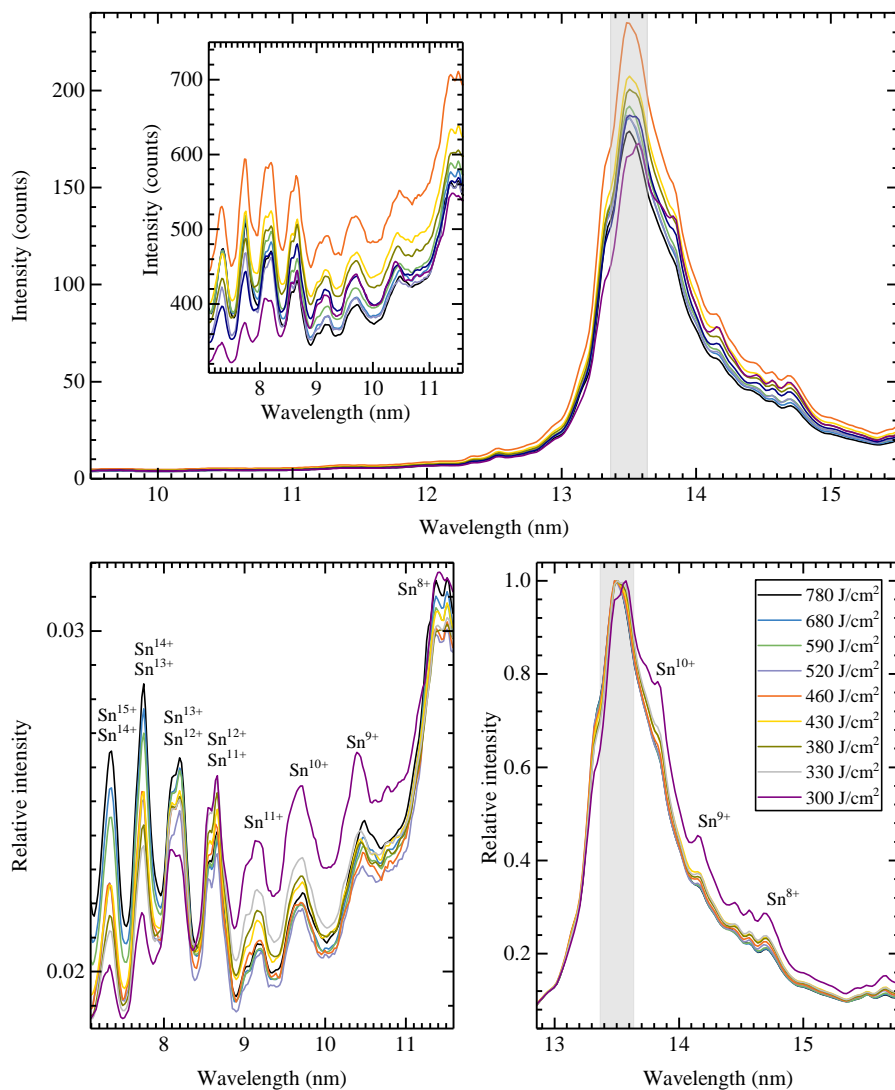 200
150
100
50
0
Intensity (counts)
10
11
12
13
14
15
Wavelength (nm)
700
600
500
400
Intensity (counts)
8
9
10
11
Wavelength (nm)
0.03
0.02
Relative intensity
Sn15+
Sn14+
Sn14+
Sn13+
Sn13+
Sn12+
Sn12+
Sn11+
Sn11+
Sn10+
Sn9+
Sn8+
8
9
10
11
Wavelength (nm)
1.0
0.8
0.6
0.4
0.2
Relative intensity
Sn10+
Sn9+
Sn8+
780 J/cm2
680 J/cm2
590 J/cm2
520 J/cm2
460 J/cm2
430 J/cm2
380 J/cm2
330 J/cm2
300 J/cm2
13
14
15
Wavelength (nm)